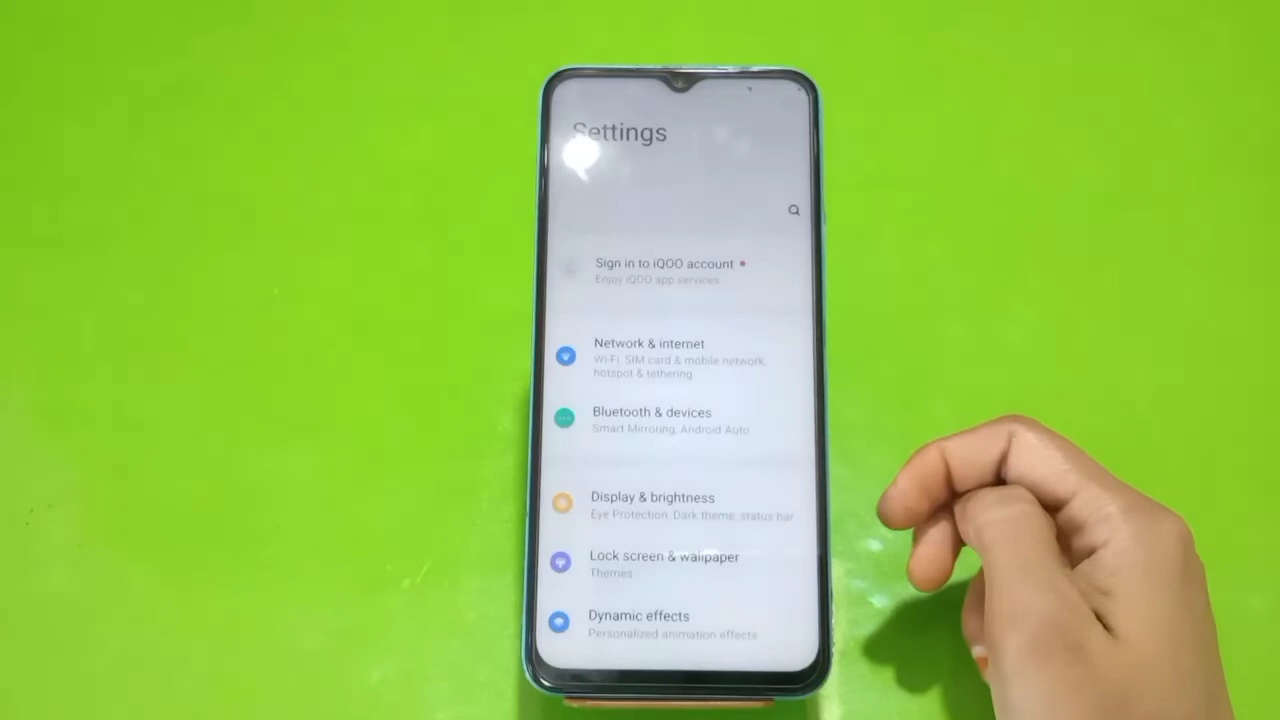 Settings
Sign in to iQOO account
Enjoy iQOO app services
Network & internet
Wi-Fi, SIM card & mobile network,
hotspot & tethering
Bluetooth & devices
Smart Mirroring, Android Auto
Display & brightness
Eye Protection, Dark theme, status bar
Lock screen & wallpaper
Themes
Dynamic effects
Personalized animation effects